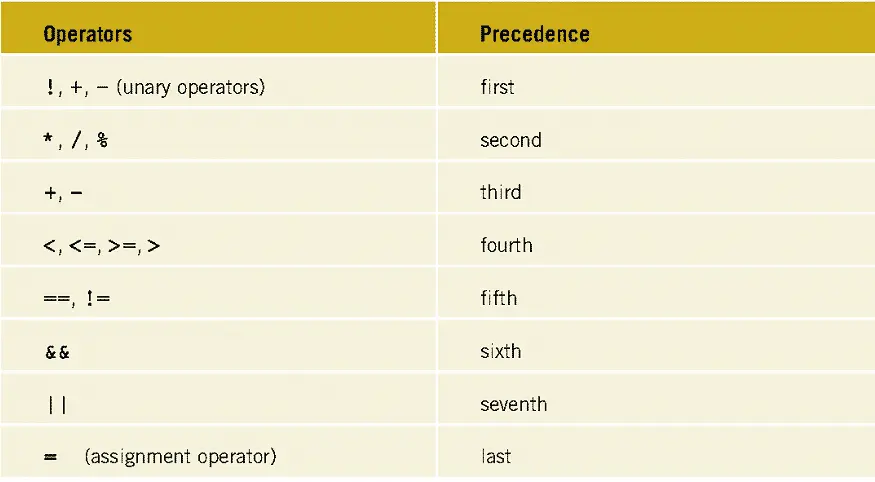 Operators Precedence
!, +, - (unary operators) first
*, /, % second
+, - third
<, <=, >=, > fourth
==, != fifth
&& sixth
|| seventh
= (assignment operator) last